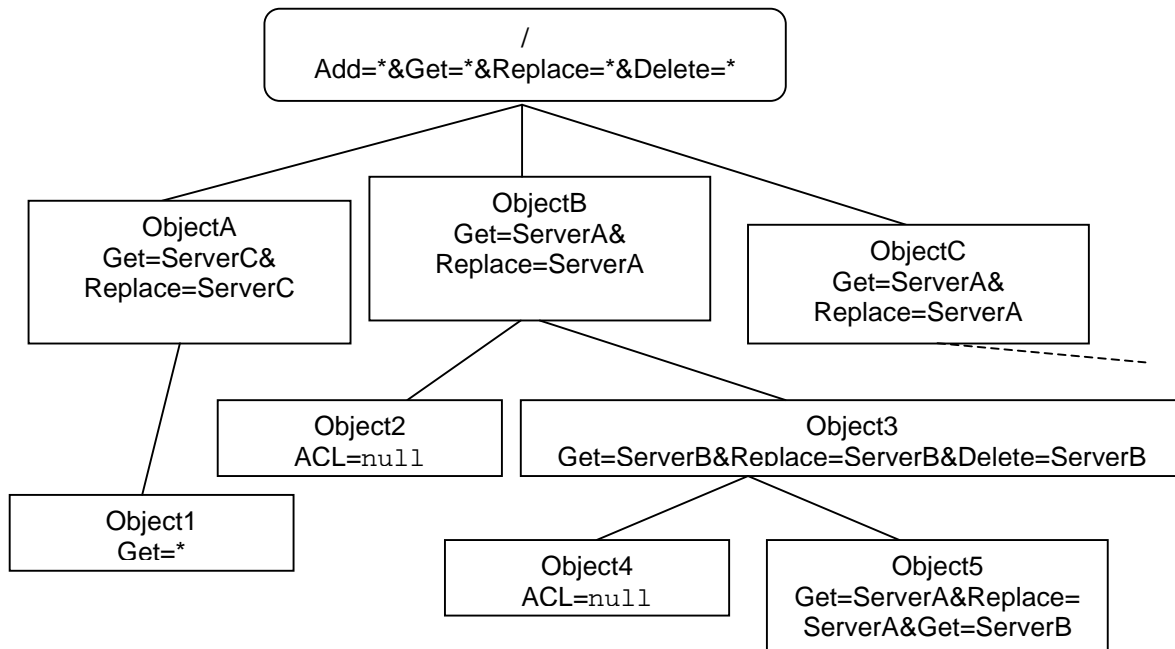 /
Add=*&Get=*&Replace=*&Delete=*
ObjectA
Get=ServerC&
Replace=ServerC
ObjectB
Get=ServerA&
Replace=ServerA
ObjectC
Get=ServerA&
Replace=ServerA
Object2
ACL=null
Object3
Get=ServerB&Replace=ServerB&Delete=ServerB
Object1
Get=*
Object4
ACL=null
Object5
Get=ServerA&Replace=
ServerA&Get=ServerB